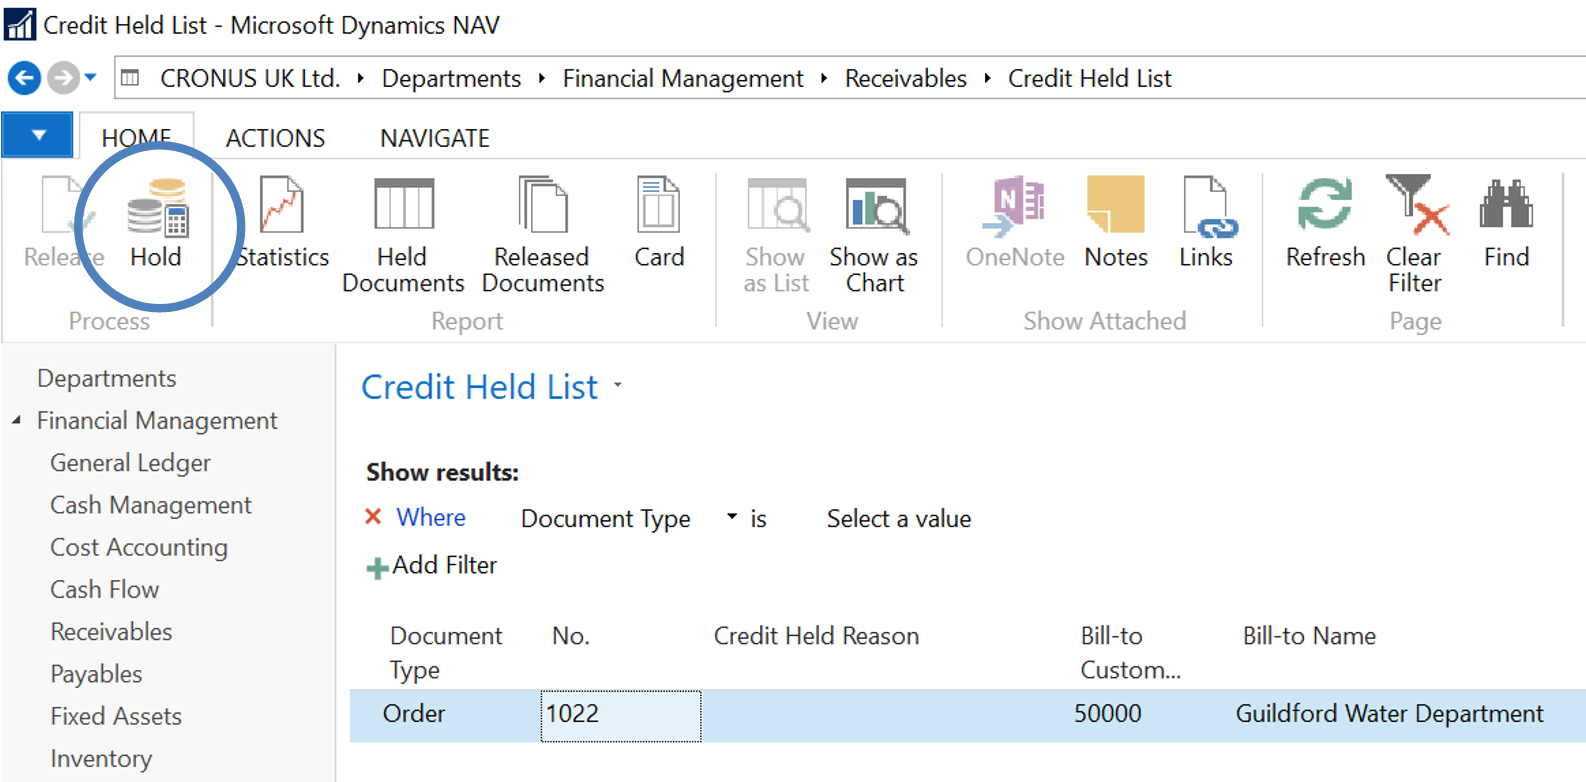 Credit Held List - Microsoft Dynamics NAV
CRONUS UK Ltd. Departments Financial Management Receivables Credit Held List
HOME ACTIONS NAVIGATE
Release Hold Statistics Held Documents Released Documents Card Show as List Show as Chart OneNote Notes Links Refresh Clear Filter Find
Process Report View Show Attached Page
Departments
Financial Management
General Ledger
Cash Management
Cost Accounting
Cash Flow
Receivables
Payables
Fixed Assets
Inventory
Credit Held List
Show results:
Where Document Type is Select a value
Add Filter
Document Type No. Credit Held Reason Bill-to Custom... Bill-to Name
Order 1022 50000 Guildford Water Department